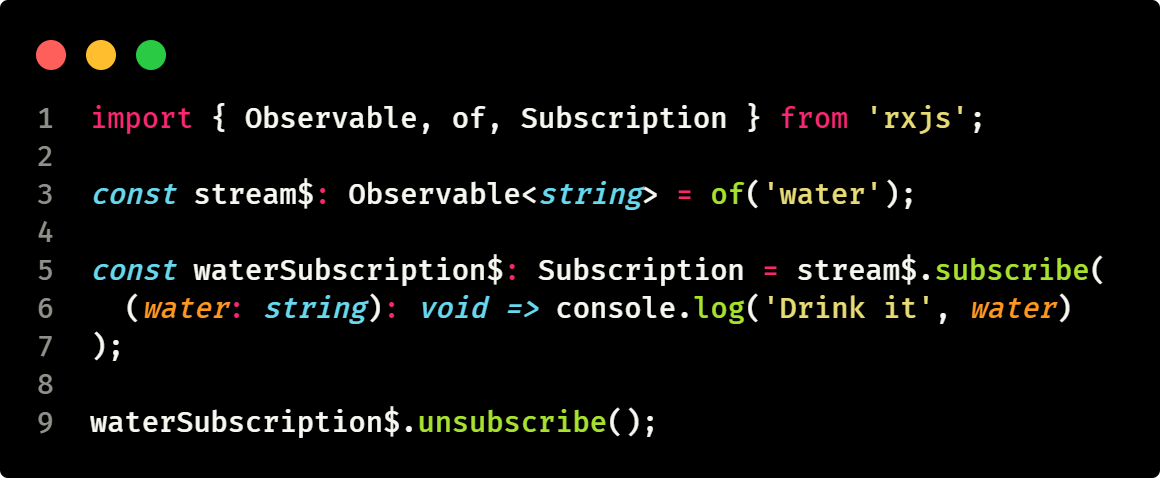 1 import { Observable, of, Subscription } from 'rxjs';
2
3 const stream$: Observable<string> = of('water');
4
5 const waterSubscription$: Subscription = stream$.subscribe(
6   (water: string): void => console.log('Drink it', water)
7 );
8
9 waterSubscription$.unsubscribe();